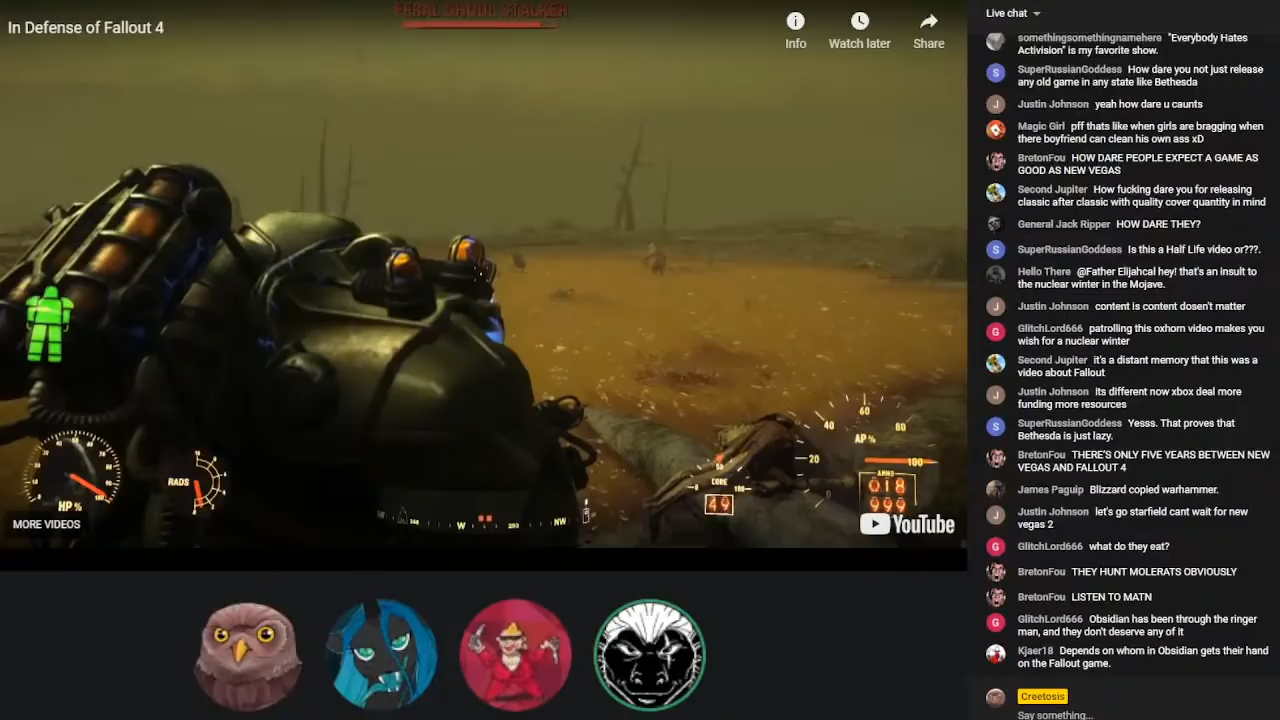 FERAL GHOUL STALKER
In Defense of Fallout 4
Info
Watch later
Share
HP %
RADS
W
NW
CORE
49
20
40
60
80
AP %
100
AMMO
018
999
MORE VIDEOS
YouTube
Live chat
somethingsomethingnamehere "Everybody Hates
Activision" is my favorite show.
S
SuperRussianGoddess How dare you not just release
any old game in any state like Bethesda
J
Justin Johnson yeah how dare u caunts
Magic Girl pff thats like when girls are bragging when
there boyfriend can clean his own ass xD
BretonFou HOW DARE PEOPLE EXPECT A GAME AS
GOOD AS NEW VEGAS
Second Jupiter How fucking dare you for releasing
classic after classic with quality cover quantity in mind
General Jack Ripper HOW DARE THEY?
S
SuperRussianGoddess Is this a Half Life video or???.
Hello There @Father Elijahcal hey! that's an insult to
the nuclear winter in the Mojave.
J
Justin Johnson content is content dosen't matter
G
GlitchLord666 patrolling this oxhorn video makes you
wish for a nuclear winter
Second Jupiter it's a distant memory that this was a
video about Fallout
J
Justin Johnson its different now xbox deal more
funding more resources
S
SuperRussianGoddess Yesss. That proves that
Bethesda is just lazy.
BretonFou THERE'S ONLY FIVE YEARS BETWEEN NEW
VEGAS AND FALLOUT 4
James Paguip Blizzard copied warhammer.
J
Justin Johnson let's go starfield cant wait for new
vegas 2
G
GlitchLord666 what do they eat?
BretonFou THEY HUNT MOLERATS OBVIOUSLY
BretonFou LISTEN TO MATN
G
GlitchLord666 Obsidian has been through the ringer
man, and they don't deserve any of it
Kjaer18 Depends on whom in Obsidian gets their hand
on the Fallout game.
Creetosis
Say something...